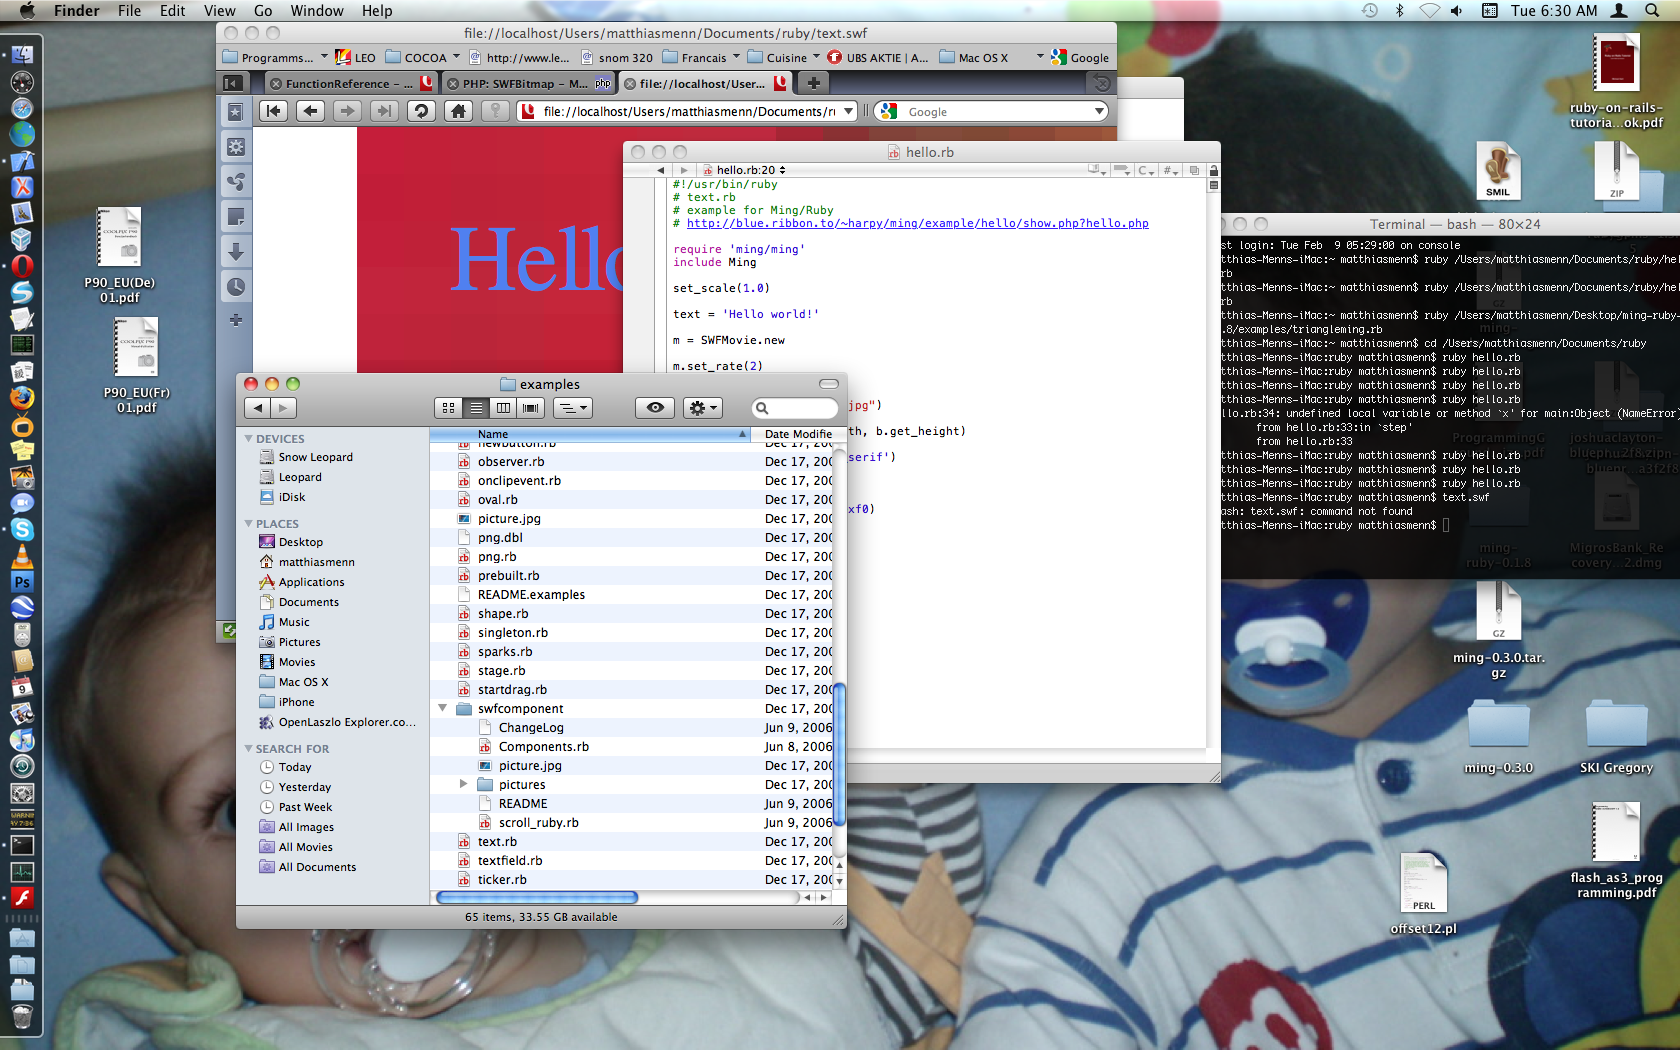 Finder File Edit View Go Window Help
Tue 6:30 AM
file://localhost/Users/matthiasmenn/Documents/ruby/text.swf
Programms... LEO COCOA http://www.le... snom 320 Francais Cuisine UBS AKTIE | A... Mac OS X Google
FunctionReference – ... PHP: SWFBitmap – M... php file://localhost/User...
file://localhost/Users/matthiasmenn/Documents/ru Google
Hello
hello.rb
hello.rb:20
C #
#!/usr/bin/ruby
# text.rb
# example for Ming/Ruby
# http://blue.ribbon.to/~harpy/ming/example/hello/show.php?hello.php
require 'ming/ming'
include Ming
set_scale(1.0)
text = 'Hello world!'
m = SWFMovie.new
m.set_rate(2)
jpg")
th, b.get_height)
serif')
xf0)
examples
DEVICES
Snow Leopard
Leopard
iDisk
PLACES
Desktop
matthiasmenn
Applications
Documents
Music
Pictures
Movies
Mac OS X
iPhone
OpenLaszlo Explorer.co...
SEARCH FOR
Today
Yesterday
Past Week
All Images
All Movies
All Documents
Name Date Modifie
newbutton.rb Dec 17, 200
observer.rb Dec 17, 200
onclipevent.rb Dec 17, 200
oval.rb Dec 17, 200
picture.jpg Dec 17, 200
png.dbl Dec 17, 200
png.rb Dec 17, 200
prebuilt.rb Dec 17, 200
README.examples Dec 17, 200
shape.rb Dec 17, 200
singleton.rb Dec 17, 200
sparks.rb Dec 17, 200
stage.rb Dec 17, 200
startdrag.rb Dec 17, 200
swfcomponent Dec 17, 200
ChangeLog Jun 9, 2006
Components.rb Jun 8, 2006
picture.jpg Dec 17, 200
pictures Dec 17, 200
README Jun 9, 2006
scroll_ruby.rb Jun 9, 2006
text.rb Dec 17, 200
textfield.rb Dec 17, 200
ticker.rb Dec 17, 200
65 items, 33.55 GB available
Terminal — bash — 80×24
st login: Tue Feb  9 05:29:00 on console
tthias-Menns-iMac:~ matthiasmenn$ ruby /Users/matthiasmenn/Documents/ruby/hel
rb
tthias-Menns-iMac:~ matthiasmenn$ ruby /Users/matthiasmenn/Documents/ruby/hel
rb
tthias-Menns-iMac:~ matthiasmenn$ ruby /Users/matthiasmenn/Desktop/ming-ruby-
.8/examples/triangleming.rb
tthias-Menns-iMac:~ matthiasmenn$ cd /Users/matthiasmenn/Documents/ruby
tthias-Menns-iMac:ruby matthiasmenn$ ruby hello.rb
tthias-Menns-iMac:ruby matthiasmenn$ ruby hello.rb
tthias-Menns-iMac:ruby matthiasmenn$ ruby hello.rb
tthias-Menns-iMac:ruby matthiasmenn$ ruby hello.rb
llo.rb:34: undefined local variable or method `x' for main:Object (NameError)
from hello.rb:33:in `step'
from hello.rb:33
tthias-Menns-iMac:ruby matthiasmenn$ ruby hello.rb
tthias-Menns-iMac:ruby matthiasmenn$ ruby hello.rb
tthias-Menns-iMac:ruby matthiasmenn$ ruby hello.rb
tthias-Menns-iMac:ruby matthiasmenn$ text.swf
ash: text.swf: command not found
tthias-Menns-iMac:ruby matthiasmenn$
ming-
ruby-0.1.8
MigrosBank_Re
covery...2.dmg
P90_EU(De)
01.pdf
P90_EU(Fr)
01.pdf
ruby-on-rails-
tutoria...ok.pdf
SMIL
ZIP
GZ
ming-0.3.0.tar.
gz
ming-0.3.0
SKI Gregory
flash_as3_prog
ramming.pdf
PERL
offset12.pl
Ps